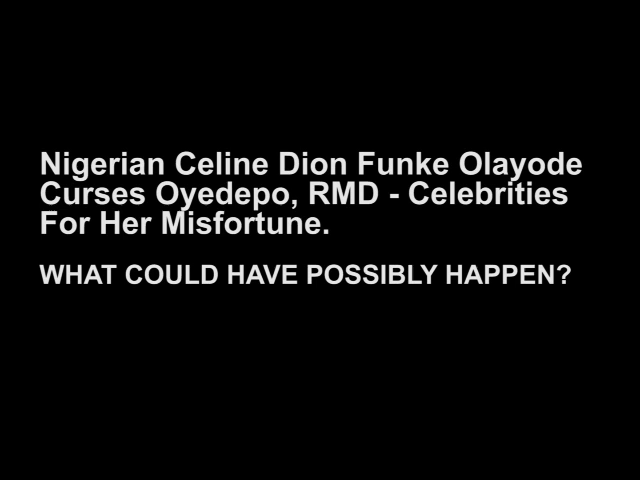 Nigerian Celine Dion Funke Olayode
Curses Oyedepo, RMD - Celebrities
For Her Misfortune.
WHAT COULD HAVE POSSIBLY HAPPEN?